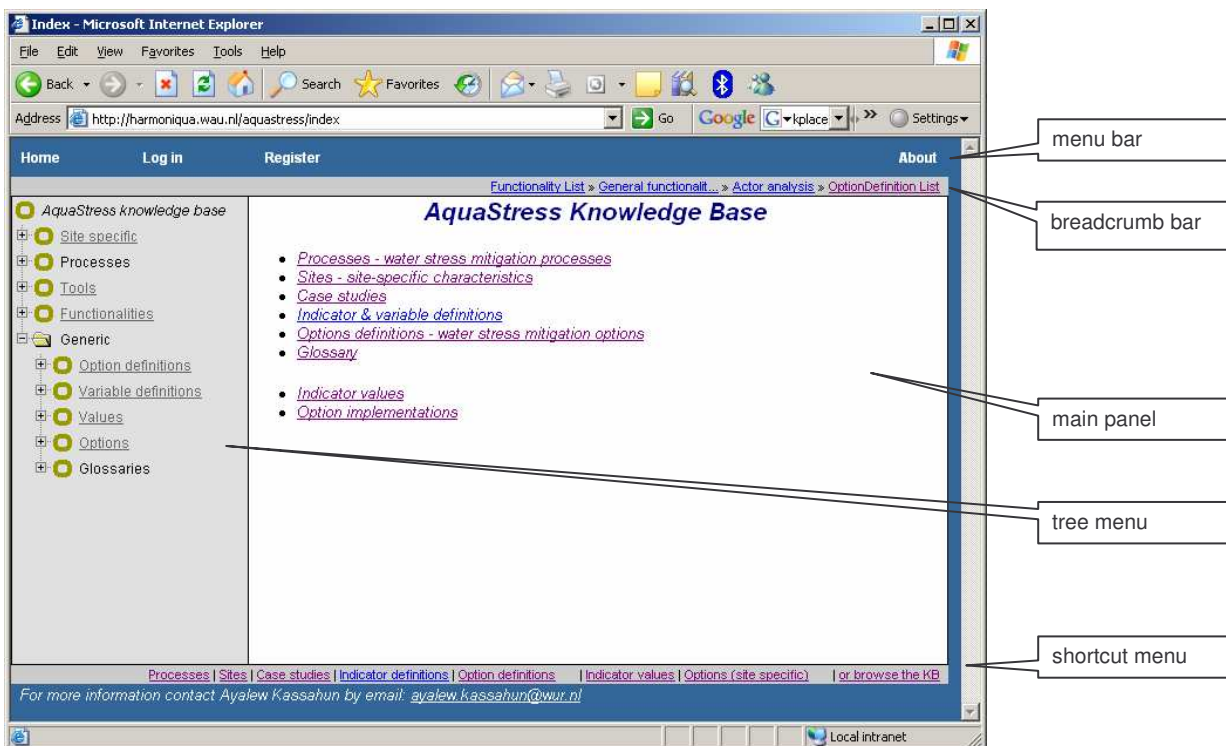 Index - Microsoft Internet Explorer
File Edit View Favorites Tools Help
Back Search Favorites
Address http://harmoniqua.wau.nl/aquastress/index Go Google G kplace » Settings
Home Log in Register About
Functionality List » General functionalit... » Actor analysis » OptionDefinition List
AquaStress knowledge base
Site specific
Processes
Tools
Functionalities
Generic
Option definitions
Variable definitions
Values
Options
Glossaries
AquaStress Knowledge Base
• Processes - water stress mitigation processes
• Sites - site-specific characteristics
• Case studies
• Indicator & variable definitions
• Options definitions - water stress mitigation options
• Glossary
• Indicator values
• Option implementations
Processes | Sites | Case studies | Indicator definitions | Option definitions | Indicator values | Options (site specific) | or browse the KB
For more information contact Ayalew Kassahun by email: ayalew.kassahun@wur.nl
Local intranet
menu bar
breadcrumb bar
main panel
tree menu
shortcut menu